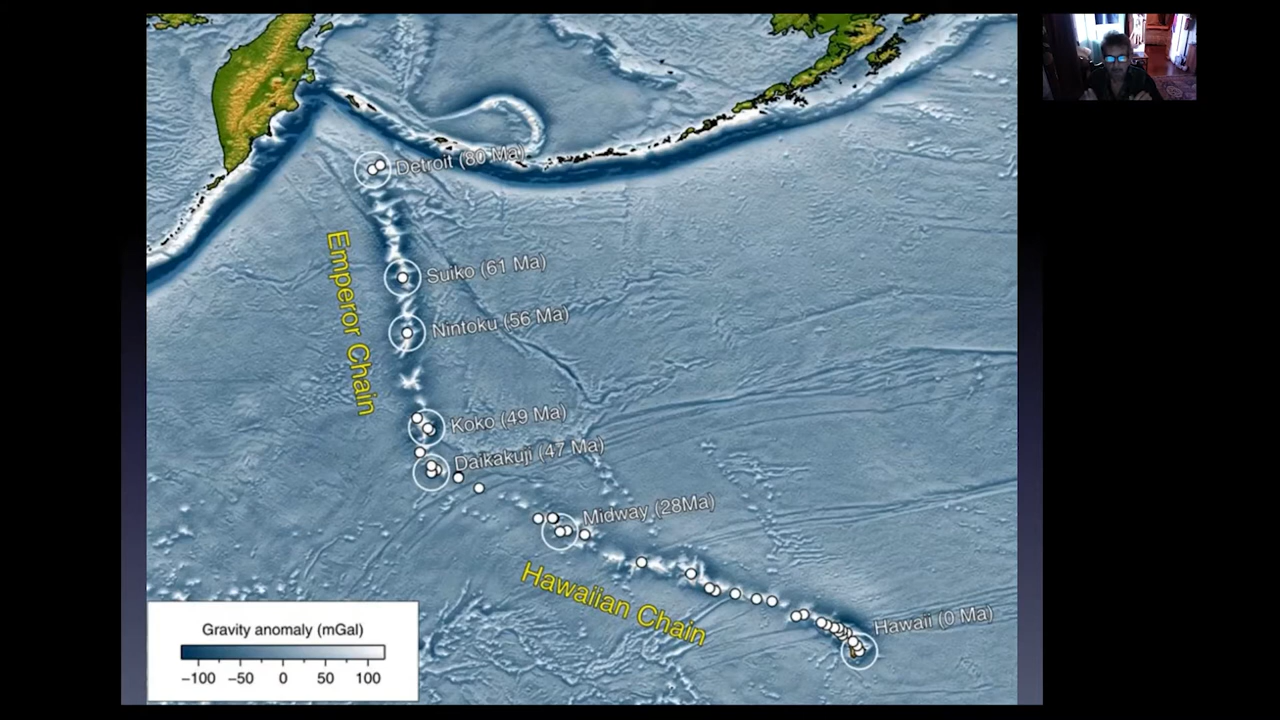 Detroit (80 Ma)
Suiko (61 Ma)
Emperor Chain
Nintoku (56 Ma)
Koko (49 Ma)
Daikakuji (47 Ma)
Midway (28Ma)
Hawaiian Chain
Hawaii (0 Ma)
Gravity anomaly (mGal)
−100 −50 0 50 100